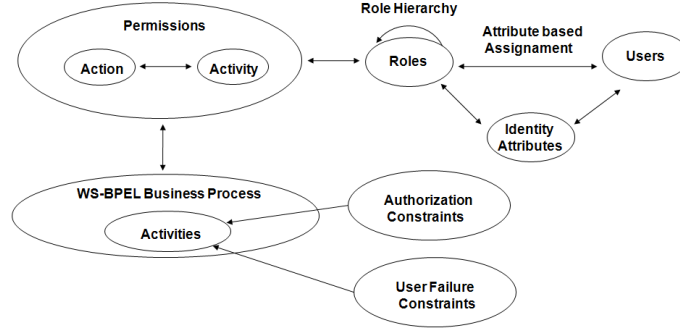 Role Hierarchy
Permissions
Attribute based
Assignament
Action
Activity
Roles
Users
Identity
Attributes
WS-BPEL Business Process
Activities
Authorization
Constraints
User Failure
Constraints